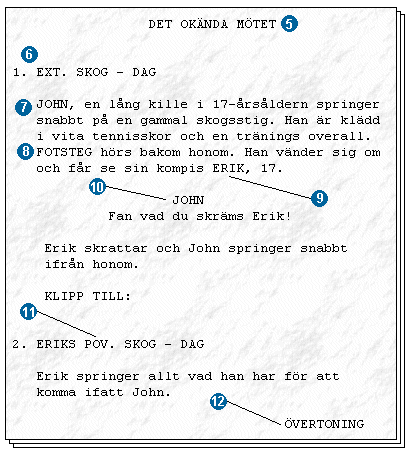 DET OKÄNDA MÖTET 5
6
1. EXT. SKOG - DAG
7 JOHN, en lång kille i 17-årsåldern springer
snabbt på en gammal skogsstig. Han är klädd
i vita tennisskor och en tränings overall.
8 FOTSTEG hörs bakom honom. Han vänder sig om
och får se sin kompis ERIK, 17.
10 9
JOHN
Fan vad du skräms Erik!
Erik skrattar och John springer snabbt
ifrån honom.
KLIPP TILL:
11
2. ERIKS POV. SKOG - DAG
Erik springer allt vad han har för att
komma ifatt John.
12
ÖVERTONING